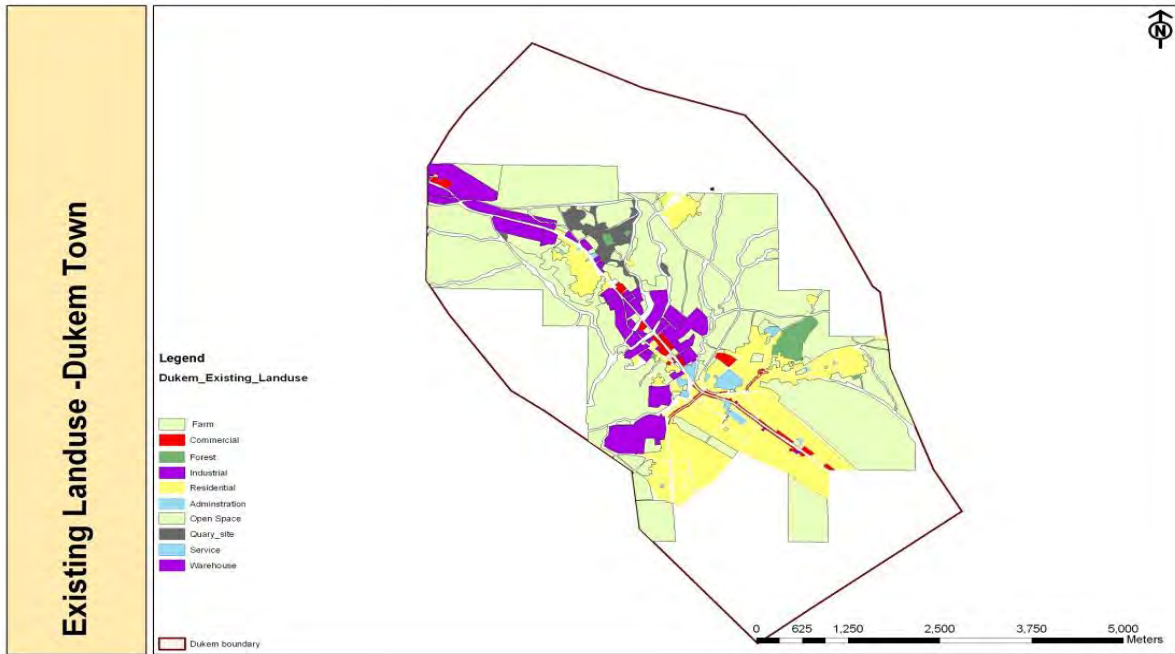 Existing Landuse -Dukem Town
N
Legend
Dukem_Existing_Landuse
Farm
Commercial
Forest
Industrial
Residential
Adminstration
Open Space
Quary_site
Service
Warehouse
Dukem boundary
0 625 1,250 2,500 3,750 5,000
Meters